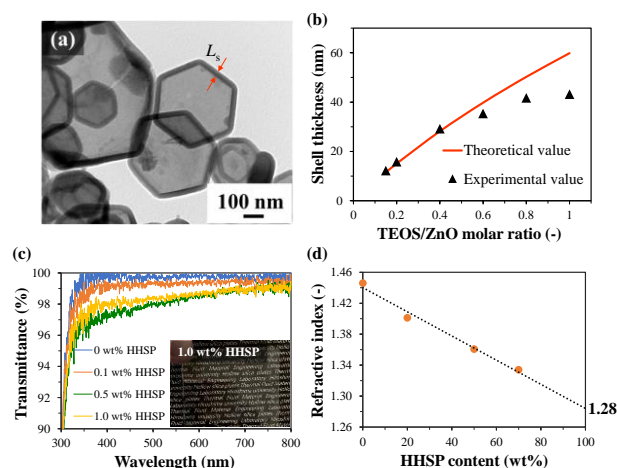 (a)
Ls
100 nm
(b)
Shell thickness (nm)
60
40
20
0
0 0.2 0.4 0.6 0.8 1
Theoretical value
Experimental value
TEOS/ZnO molar ratio (-)
(c)
Transmittance (%)
100
98
96
94
92
90
0 wt% HHSP
0.1 wt% HHSP
0.5 wt% HHSP
1.0 wt% HHSP
1.0 wt% HHSP
300 400 500 600 700 800
Wavelength (nm)
(d)
Refractive index (-)
1.46
1.42
1.38
1.34
1.30
1.26
1.28
0 20 40 60 80 100
HHSP content (wt%)